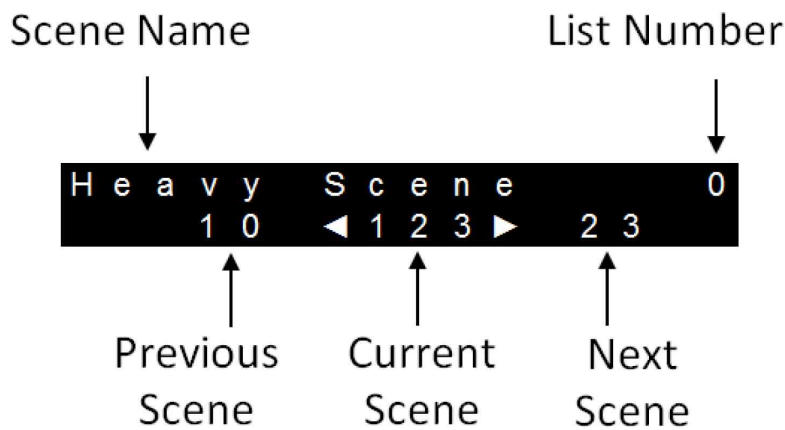 Scene Name List Number
Heavy Scene 0
10 ◀123▶ 23
Previous Scene
Current Scene
Next Scene